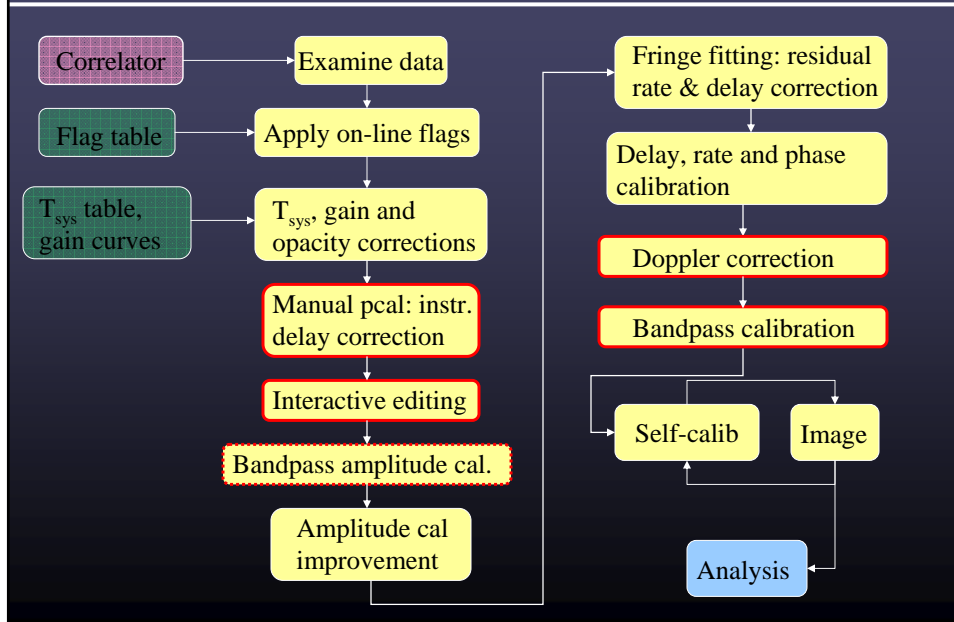 Correlator
Examine data
Flag table
Apply on-line flags
Tsys table,
gain curves
Tsys, gain and
opacity corrections
Manual pcal: instr.
delay correction
Interactive editing
Bandpass amplitude cal.
Amplitude cal
improvement
Fringe fitting: residual
rate & delay correction
Delay, rate and phase
calibration
Doppler correction
Bandpass calibration
Self-calib
Image
Analysis